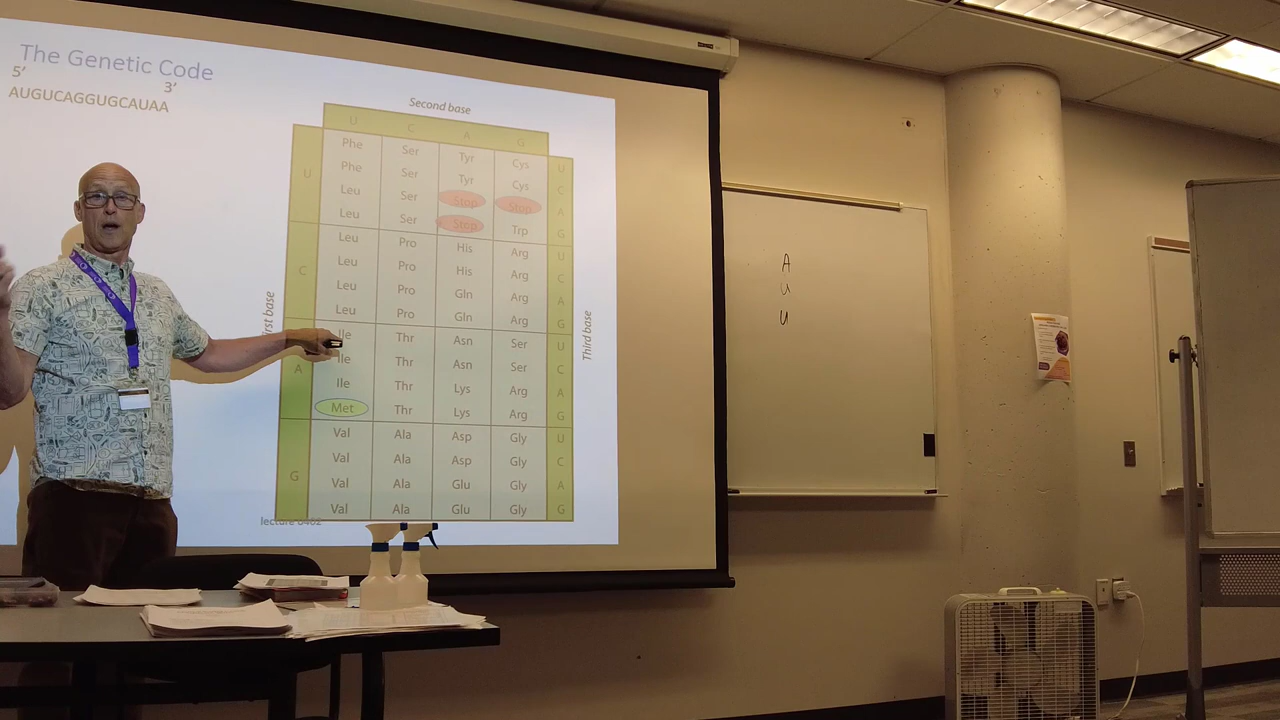 The Genetic Code
5' 3'
AUGUCAGGUGCAUAA
Second base
U C A G
U Phe Ser Tyr Cys U
Phe Ser Tyr Cys C
Leu Ser Stop Stop A
Leu Ser Stop Trp G
C Leu Pro His Arg U
Leu Pro His Arg C
Leu Pro Gln Arg A
Leu Pro Gln Arg G
A Ile Thr Asn Ser U
Ile Thr Asn Ser C
Ile Thr Lys Arg A
Met Thr Lys Arg G
G Val Ala Asp Gly U
Val Ala Asp Gly C
Val Ala Glu Gly A
Val Ala Glu Gly G
base
Third base
lecture
A
U
U